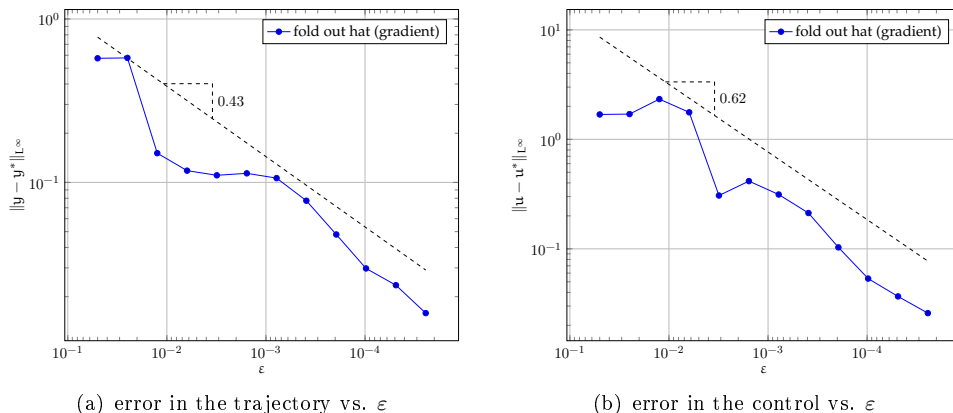 fold out hat (gradient)
10^0
10^{-1}
0.43
‖y − y*‖_{L^∞}
10^{-1} 10^{-2} 10^{-3} 10^{-4}
ε
(a) error in the trajectory vs. ε
fold out hat (gradient)
10^1
10^0
10^{-1}
0.62
‖u − u*‖_{L^∞}
10^{-1} 10^{-2} 10^{-3} 10^{-4}
ε
(b) error in the control vs. ε